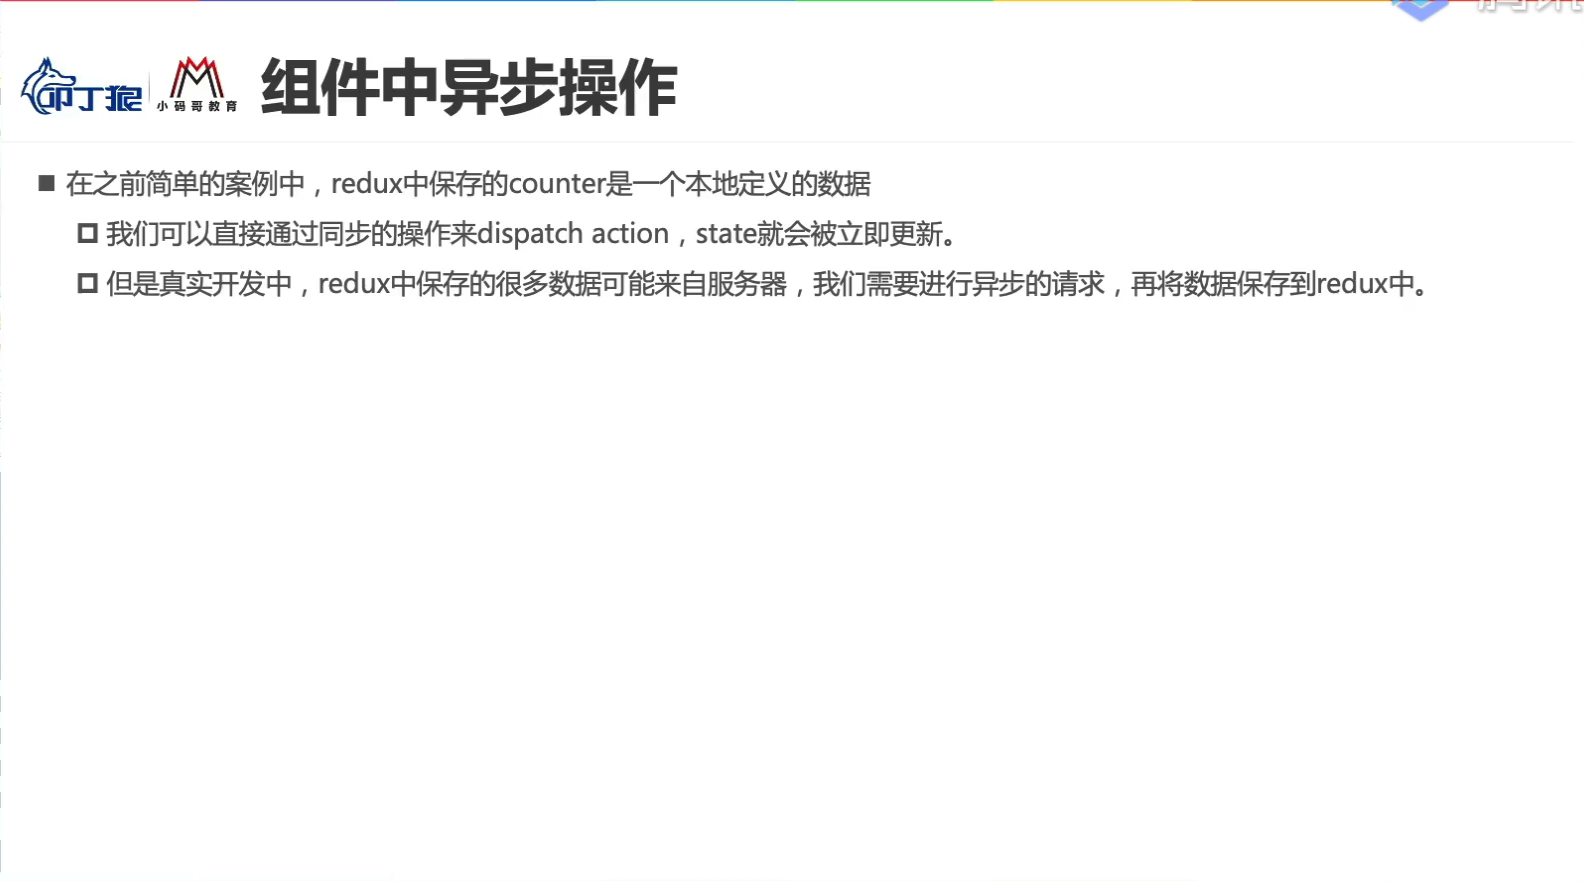 叩丁狼
小码哥教育
组件中异步操作
在之前简单的案例中，redux中保存的counter是一个本地定义的数据
我们可以直接通过同步的操作来dispatch action，state就会被立即更新。
但是真实开发中，redux中保存的很多数据可能来自服务器，我们需要进行异步的请求，再将数据保存到redux中。